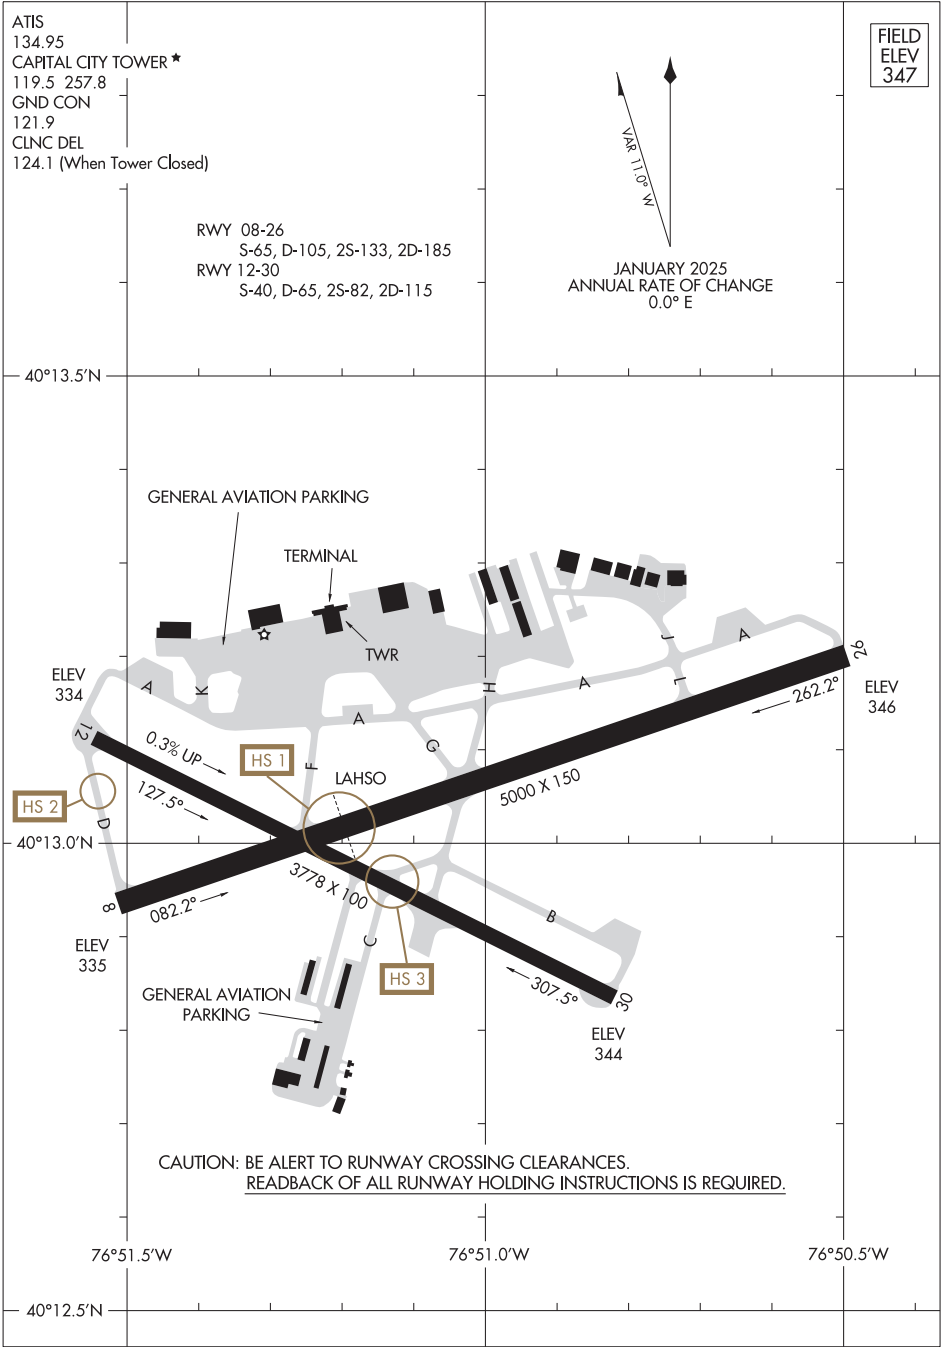 ATIS
134.95
CAPITAL CITY TOWER ★
119.5 257.8
GND CON
121.9
CLNC DEL
124.1 (When Tower Closed)
FIELD
ELEV
347
VAR 11.0° W
JANUARY 2025
ANNUAL RATE OF CHANGE
0.0° E
RWY 08-26
S-65, D-105, 2S-133, 2D-185
RWY 12-30
S-40, D-65, 2S-82, 2D-115
40°13.5'N
GENERAL AVIATION PARKING
TERMINAL
TWR
ELEV
334
A
K
A
F
G
H
A
J
L
A
26
262.2°
ELEV
346
12
0.3% UP
127.5°
HS 1
LAHSO
5000 X 150
HS 2
D
40°13.0'N
3778 X 100
8
082.2°
ELEV
335
C
B
HS 3
307.5°
30
ELEV
344
GENERAL AVIATION
PARKING
CAUTION: BE ALERT TO RUNWAY CROSSING CLEARANCES.
READBACK OF ALL RUNWAY HOLDING INSTRUCTIONS IS REQUIRED.
76°51.5'W
76°51.0'W
76°50.5'W
40°12.5'N